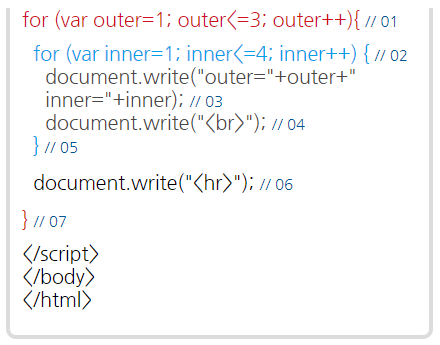 for (var outer=1; outer<=3; outer++){ // 01
for (var inner=1; inner<=4; inner++) { // 02
document.write("outer="+outer+"
inner="+inner); // 03
document.write("<br>"); // 04
} // 05
document.write("<hr>"); // 06
} // 07
</script>
</body>
</html>